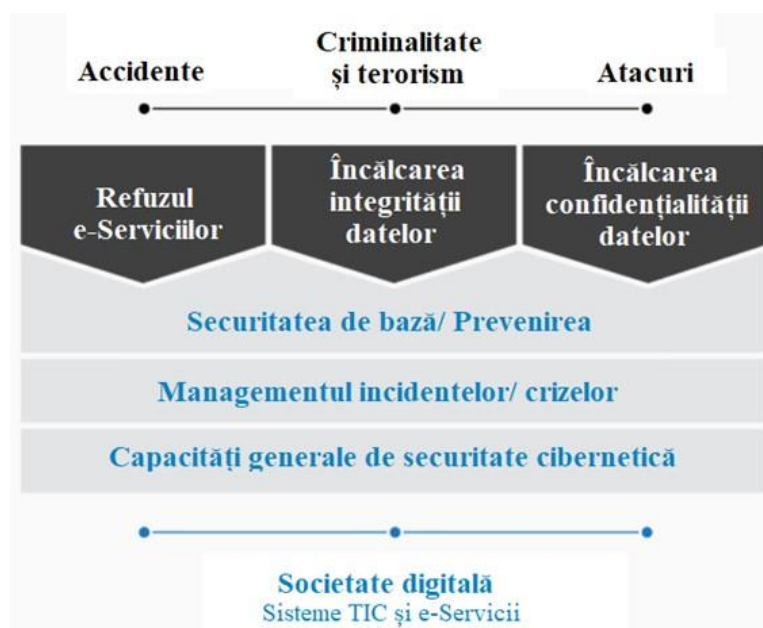 Accidente
Criminalitate
și terorism
Atacuri
Refuzul
e-Serviciilor
Încălcarea
integrității
datelor
Încălcarea
confidențialității
datelor
Securitatea de bază/ Prevenirea
Managementul incidentelor/ crizelor
Capacități generale de securitate cibernetică
Societate digitală
Sisteme TIC și e-Servicii